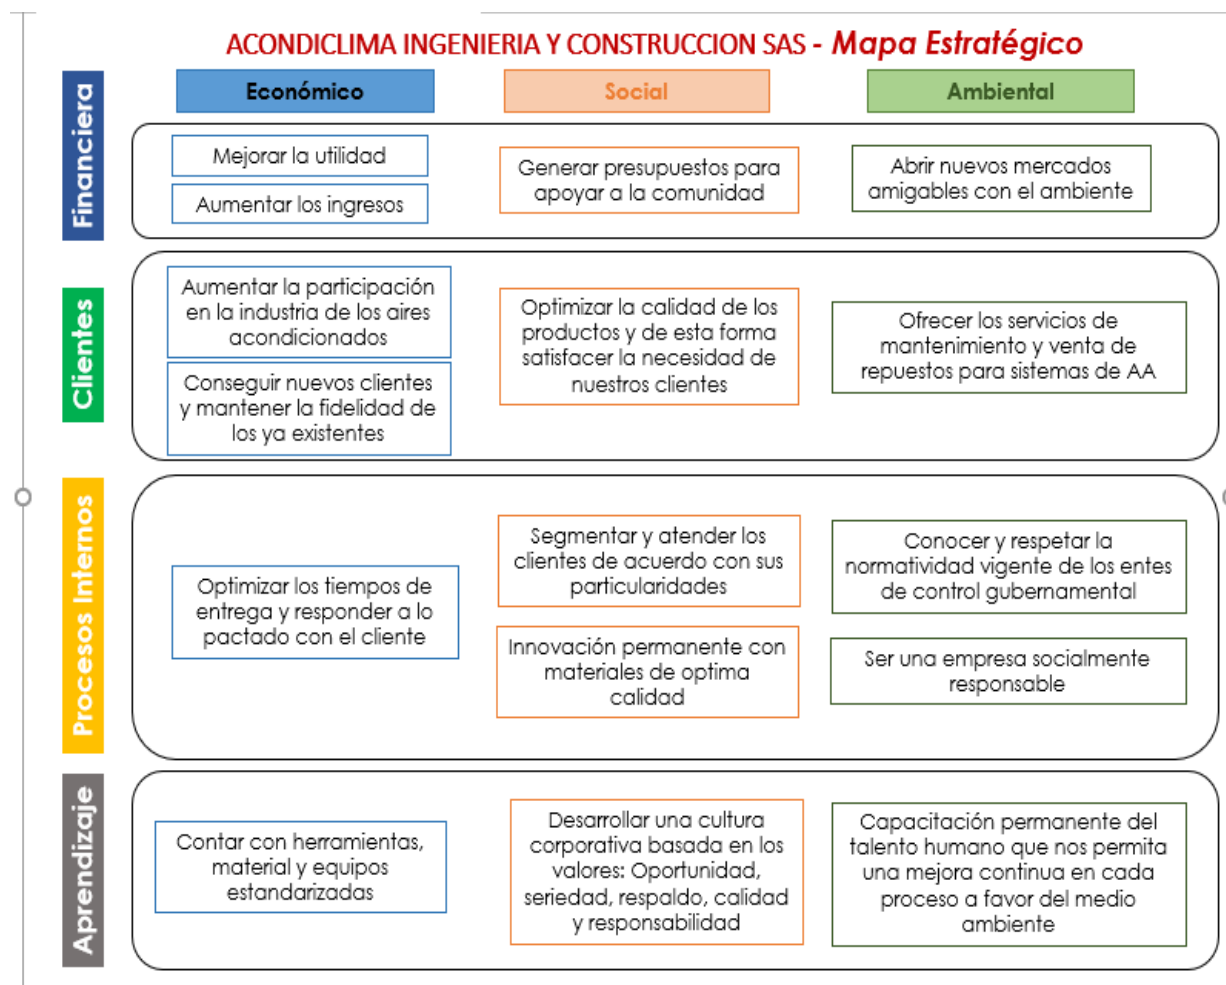 ACONDICLIMA INGENIERIA Y CONSTRUCCION SAS - Mapa Estratégico
Económico
Social
Ambiental
Financiera
Mejorar la utilidad
Aumentar los ingresos
Generar presupuestos para
apoyar a la comunidad
Abrir nuevos mercados
amigables con el ambiente
Clientes
Aumentar la participación
en la industria de los aires
acondicionados
Conseguir nuevos clientes
y mantener la fidelidad de
los ya existentes
Optimizar la calidad de los
productos y de esta forma
satisfacer la necesidad de
nuestros clientes
Ofrecer los servicios de
mantenimiento y venta de
repuestos para sistemas de AA
Procesos Internos
Optimizar los tiempos de
entrega y responder a lo
pactado con el cliente
Segmentar y atender los
clientes de acuerdo con sus
particularidades
Innovación permanente con
materiales de optima
calidad
Conocer y respetar la
normatividad vigente de los entes
de control gubernamental
Ser una empresa socialmente
responsable
Aprendizaje
Contar con herramientas,
material y equipos
estandarizadas
Desarrollar una cultura
corporativa basada en los
valores: Oportunidad,
seriedad, respaldo, calidad
y responsabilidad
Capacitación permanente del
talento humano que nos permita
una mejora continua en cada
proceso a favor del medio
ambiente